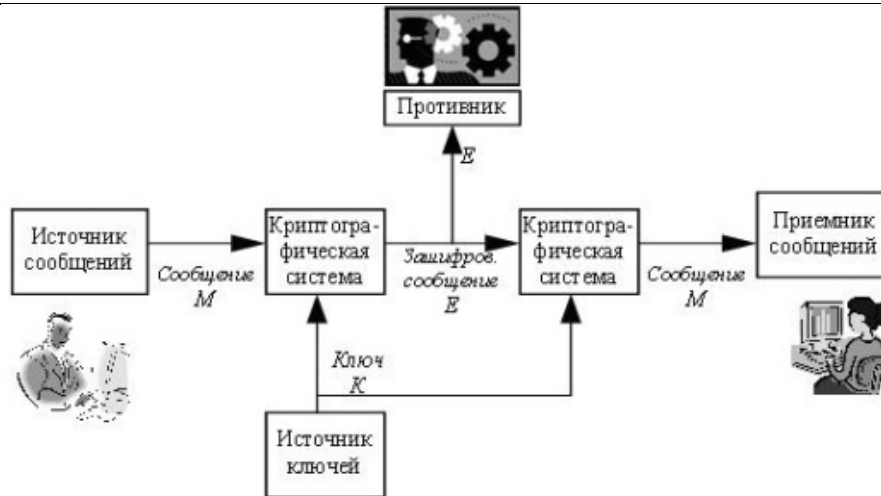 Противник
E
Источник
сообщений
Сообщение
M
Криптогра-
фическая
система
Зашифров.
сообщение
E
Криптогра-
фическая
система
Сообщение
M
Приемник
сообщений
Ключ
K
Источник
ключей